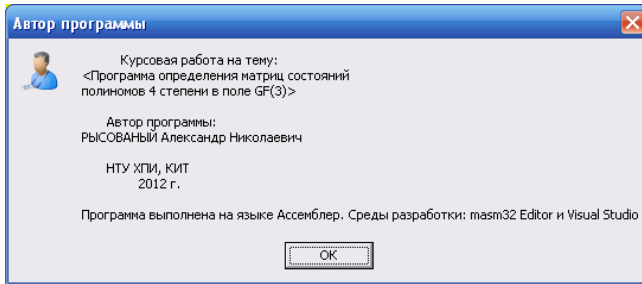 Автор программы
Курсовая работа на тему:
<Программа определения матриц состояний
полиномов 4 степени в поле GF(3)>
Автор программы:
РЫСОВАНЫЙ Александр Николаевич
НТУ ХПИ, КИТ
2012 г.
Программа выполнена на языке Ассемблер. Среды разработки: masm32 Editor и Visual Studio
OK